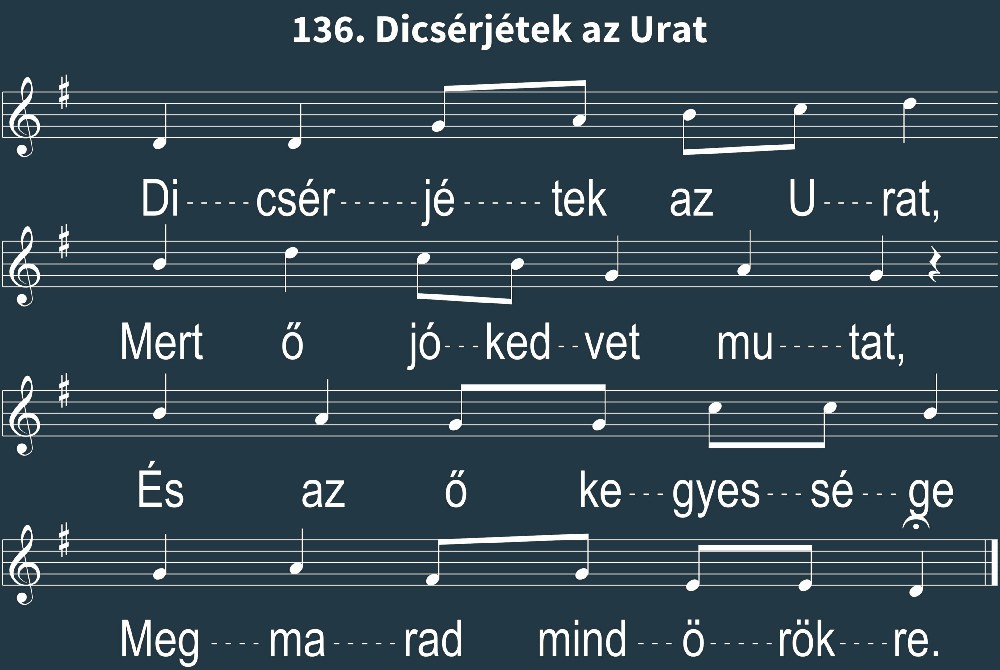 136. Dicsérjétek az Urat
Di-----csér------jé------tek az U----rat,
Mert ő jó---ked--vet mu-----tat,
És az ő ke---gyes---sé---ge
Meg----ma-----rad mind--ö----rök---re.